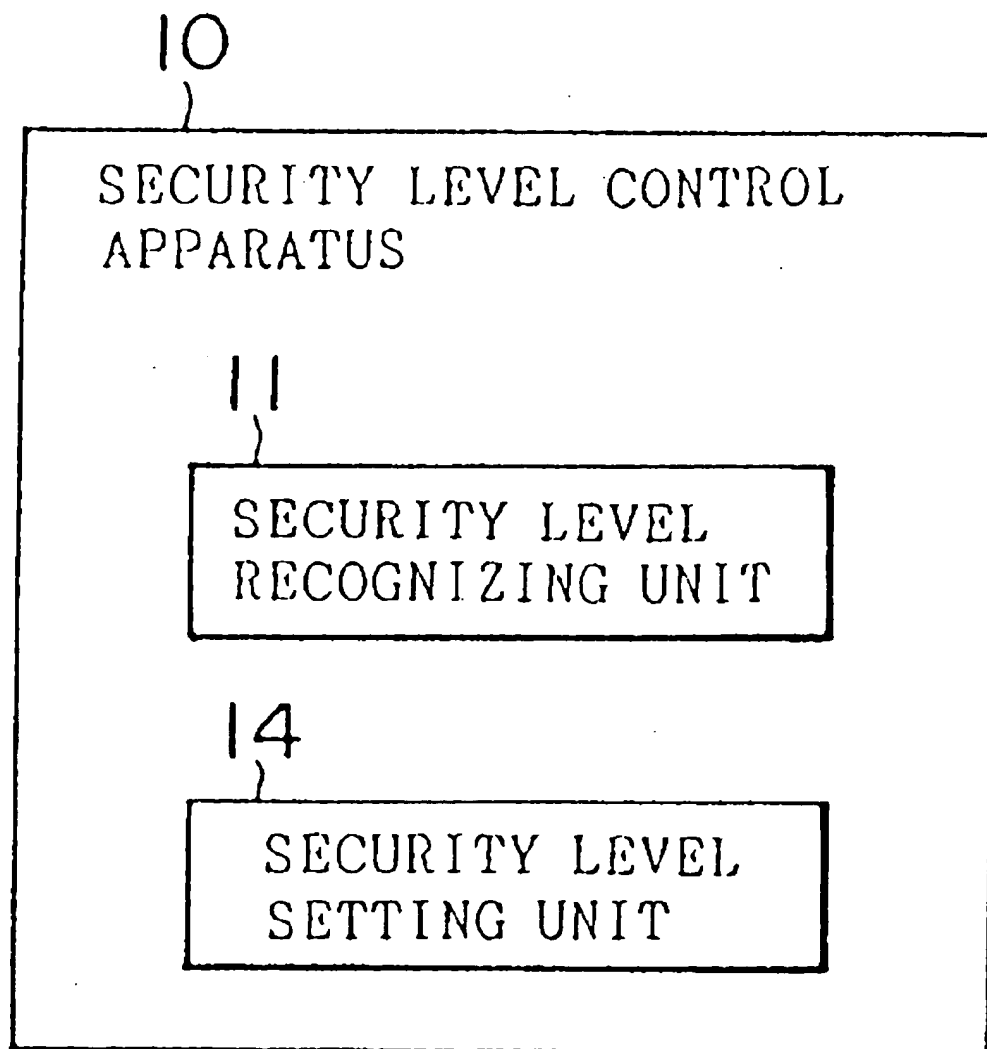 10
SECURITY LEVEL CONTROL
APPARATUS
11
SECURITY LEVEL
RECOGNIZING UNIT
14
SECURITY LEVEL
SETTING UNIT